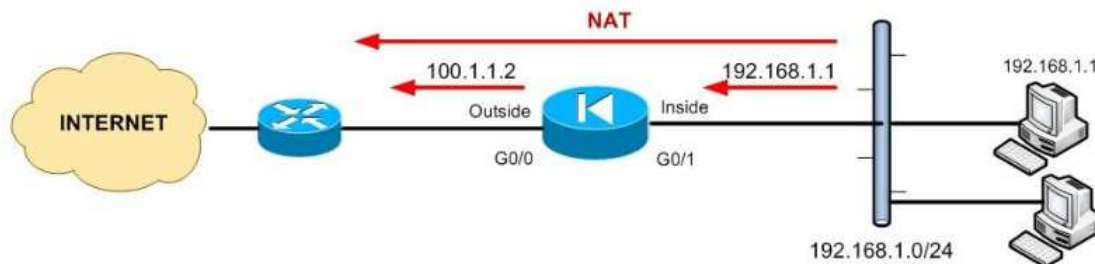 NAT
100.1.1.2
192.168.1.1
192.168.1.1
INTERNET
Outside
Inside
G0/0
G0/1
192.168.1.0/24